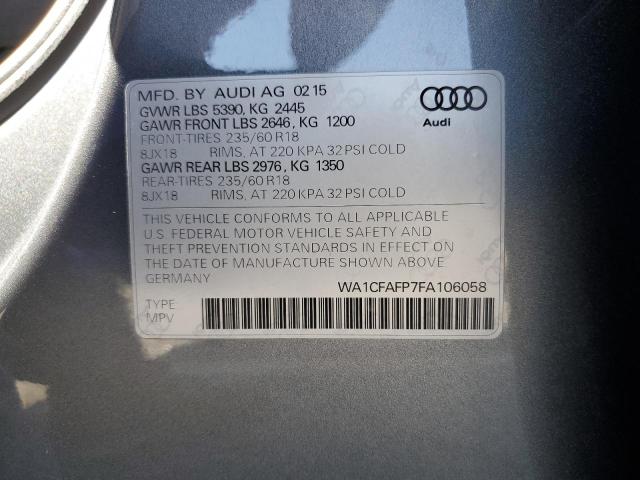 MFD. BY AUDI AG 02 15
GVWR LBS 5390, KG 2445
GAWR FRONT LBS 2646, KG 1200
FRONT-TIRES 235/60 R18
8JX18 RIMS, AT 220 KPA 32 PSI COLD
GAWR REAR LBS 2976, KG 1350
REAR-TIRES 235/60 R18
8JX18 RIMS, AT 220 KPA 32 PSI COLD
Audi
THIS VEHICLE CONFORMS TO ALL APPLICABLE
U.S. FEDERAL MOTOR VEHICLE SAFETY AND
THEFT PREVENTION STANDARDS IN EFFECT ON
THE DATE OF MANUFACTURE SHOWN ABOVE
GERMANY
WA1CFAFP7FA106058
TYPE
MPV